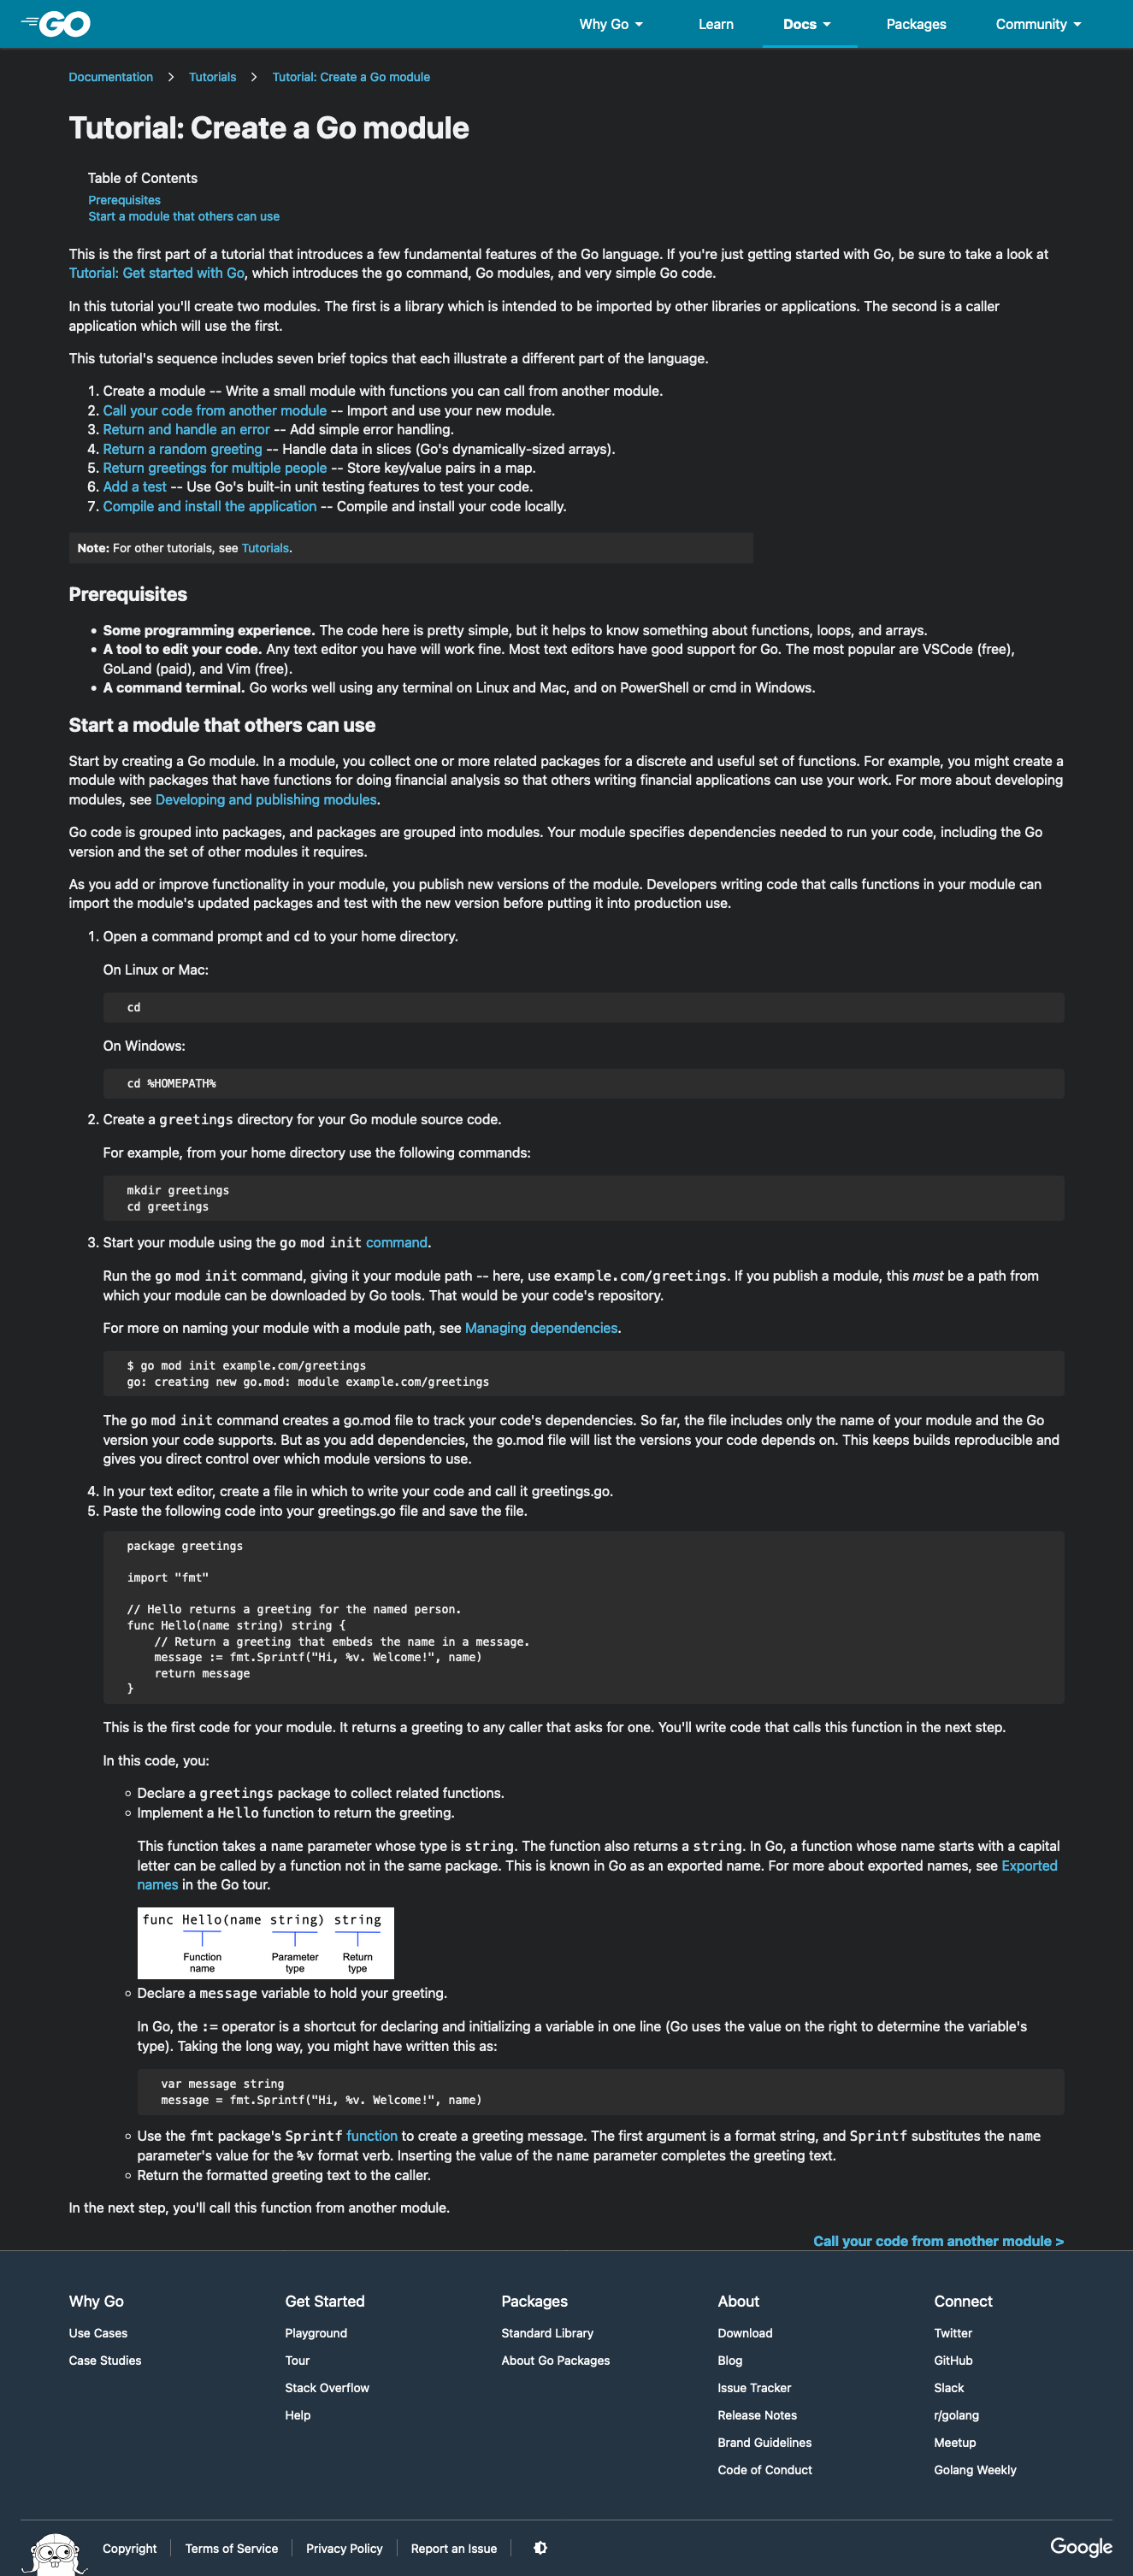 GO
Why Go
Learn
Docs
Packages
Community
Documentation
Tutorials
Tutorial: Create a Go module
Tutorial: Create a Go module
Table of Contents
Prerequisites
Start a module that others can use
This is the first part of a tutorial that introduces a few fundamental features of the Go language. If you're just getting started with Go, be sure to take a look at
Tutorial: Get started with Go, which introduces the go command, Go modules, and very simple Go code.
In this tutorial you'll create two modules. The first is a library which is intended to be imported by other libraries or applications. The second is a caller
application which will use the first.
This tutorial's sequence includes seven brief topics that each illustrate a different part of the language.
1. Create a module -- Write a small module with functions you can call from another module.
2. Call your code from another module -- Import and use your new module.
3. Return and handle an error -- Add simple error handling.
4. Return a random greeting -- Handle data in slices (Go's dynamically-sized arrays).
5. Return greetings for multiple people -- Store key/value pairs in a map.
6. Add a test -- Use Go's built-in unit testing features to test your code.
7. Compile and install the application -- Compile and install your code locally.
Note: For other tutorials, see Tutorials.
Prerequisites
• Some programming experience. The code here is pretty simple, but it helps to know something about functions, loops, and arrays.
• A tool to edit your code. Any text editor you have will work fine. Most text editors have good support for Go. The most popular are VSCode (free),
GoLand (paid), and Vim (free).
• A command terminal. Go works well using any terminal on Linux and Mac, and on PowerShell or cmd in Windows.
Start a module that others can use
Start by creating a Go module. In a module, you collect one or more related packages for a discrete and useful set of functions. For example, you might create a
module with packages that have functions for doing financial analysis so that others writing financial applications can use your work. For more about developing
modules, see Developing and publishing modules.
Go code is grouped into packages, and packages are grouped into modules. Your module specifies dependencies needed to run your code, including the Go
version and the set of other modules it requires.
As you add or improve functionality in your module, you publish new versions of the module. Developers writing code that calls functions in your module can
import the module's updated packages and test with the new version before putting it into production use.
1. Open a command prompt and cd to your home directory.
On Linux or Mac:
cd
On Windows:
cd %HOMEPATH%
2. Create a greetings directory for your Go module source code.
For example, from your home directory use the following commands:
mkdir greetings
cd greetings
3. Start your module using the go mod init command.
Run the go mod init command, giving it your module path -- here, use example.com/greetings. If you publish a module, this must be a path from
which your module can be downloaded by Go tools. That would be your code's repository.
For more on naming your module with a module path, see Managing dependencies.
$ go mod init example.com/greetings
go: creating new go.mod: module example.com/greetings
The go mod init command creates a go.mod file to track your code's dependencies. So far, the file includes only the name of your module and the Go
version your code supports. But as you add dependencies, the go.mod file will list the versions your code depends on. This keeps builds reproducible and
gives you direct control over which module versions to use.
4. In your text editor, create a file in which to write your code and call it greetings.go.
5. Paste the following code into your greetings.go file and save the file.
package greetings
import "fmt"
// Hello returns a greeting for the named person.
func Hello(name string) string {
    // Return a greeting that embeds the name in a message.
    message := fmt.Sprintf("Hi, %v. Welcome!", name)
    return message
}
This is the first code for your module. It returns a greeting to any caller that asks for one. You'll write code that calls this function in the next step.
In this code, you:
◦ Declare a greetings package to collect related functions.
◦ Implement a Hello function to return the greeting.
This function takes a name parameter whose type is string. The function also returns a string. In Go, a function whose name starts with a capital
letter can be called by a function not in the same package. This is known in Go as an exported name. For more about exported names, see Exported
names in the Go tour.
func Hello(name string) string
Function name
Parameter type
Return type
◦ Declare a message variable to hold your greeting.
In Go, the := operator is a shortcut for declaring and initializing a variable in one line (Go uses the value on the right to determine the variable's
type). Taking the long way, you might have written this as:
var message string
message = fmt.Sprintf("Hi, %v. Welcome!", name)
◦ Use the fmt package's Sprintf function to create a greeting message. The first argument is a format string, and Sprintf substitutes the name
parameter's value for the %v format verb. Inserting the value of the name parameter completes the greeting text.
◦ Return the formatted greeting text to the caller.
In the next step, you'll call this function from another module.
Call your code from another module >
Why Go
Use Cases
Case Studies
Get Started
Playground
Tour
Stack Overflow
Help
Packages
Standard Library
About Go Packages
About
Download
Blog
Issue Tracker
Release Notes
Brand Guidelines
Code of Conduct
Connect
Twitter
GitHub
Slack
r/golang
Meetup
Golang Weekly
Copyright
Terms of Service
Privacy Policy
Report an Issue
Google